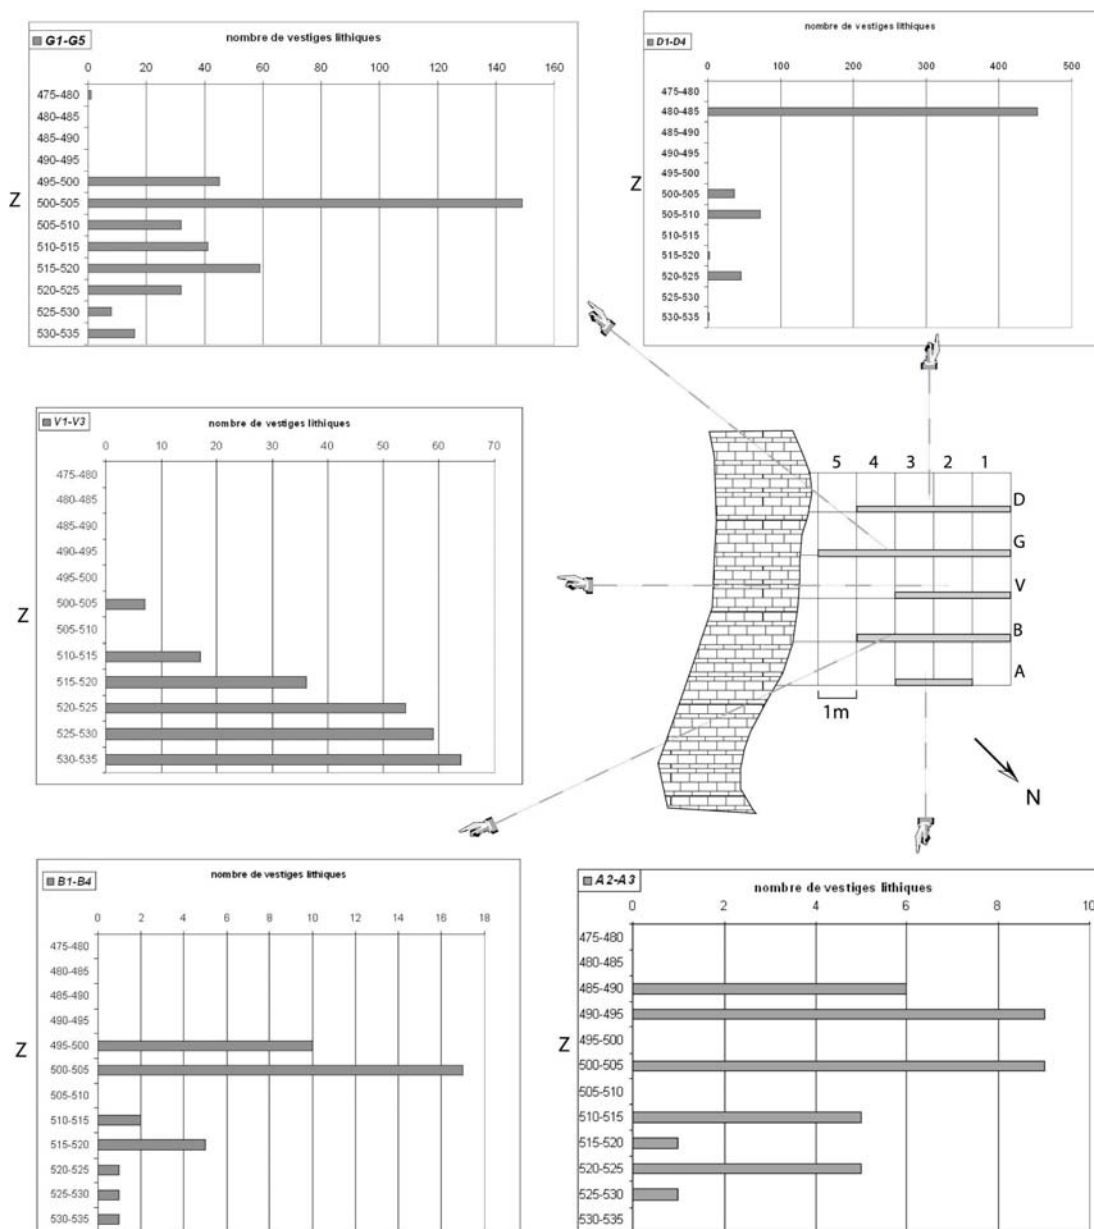 G1-G5
nombre de vestiges lithiques
0 20 40 60 80 100 120 140 160
475-480
480-485
485-490
490-495
495-500
500-505
505-510
510-515
515-520
520-525
525-530
530-535
Z
D1-D4
nombre de vestiges lithiques
0 100 200 300 400 500
475-480
480-485
485-490
490-495
495-500
500-505
505-510
510-515
515-520
520-525
525-530
530-535
Z
V1-V3
nombre de vestiges lithiques
0 10 20 30 40 50 60 70
475-480
480-485
485-490
490-495
495-500
500-505
505-510
510-515
515-520
520-525
525-530
530-535
Z
5 4 3 2 1
D
G
V
B
A
1m
N
B1-B4
nombre de vestiges lithiques
0 2 4 6 8 10 12 14 16 18
475-480
480-485
485-490
490-495
495-500
500-505
505-510
510-515
515-520
520-525
525-530
530-535
Z
A2-A3
nombre de vestiges lithiques
0 2 4 6 8 10
475-480
480-485
485-490
490-495
495-500
500-505
505-510
510-515
515-520
520-525
525-530
530-535
Z